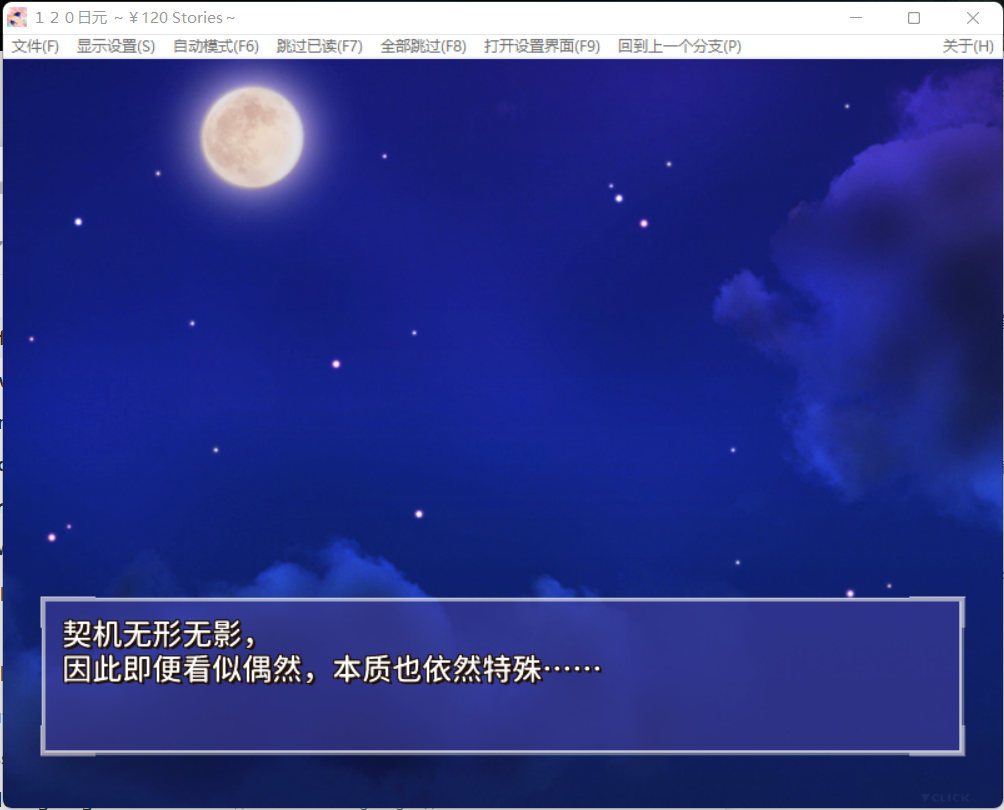 １２０日元 ～￥120 Stories～
文件(F) 显示设置(S) 自动模式(F6) 跳过已读(F7) 全部跳过(F8) 打开设置界面(F9) 回到上一个分支(P) 关于(H)
契机无形无影，
因此即便看似偶然，本质也依然特殊……
▼CLICK